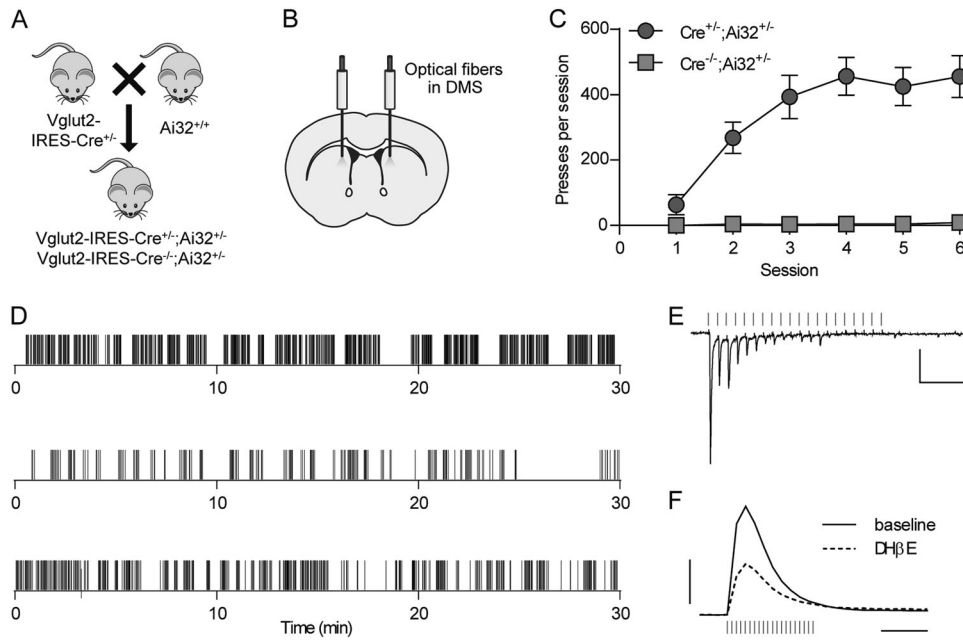 A
Vglut2-
IRES-Cre+/-
Ai32+/+
Vglut2-IRES-Cre+/-;Ai32+/-
Vglut2-IRES-Cre-/-;Ai32+/-
B
Optical fibers
in DMS
C
Cre+/-;Ai32+/-
Cre-/-;Ai32+/-
Presses per session
600
400
200
0
0 1 2 3 4 5 6
Session
D
0 10 20 30
0 10 20 30
0 10 20 30
Time (min)
E
F
baseline
DHβE